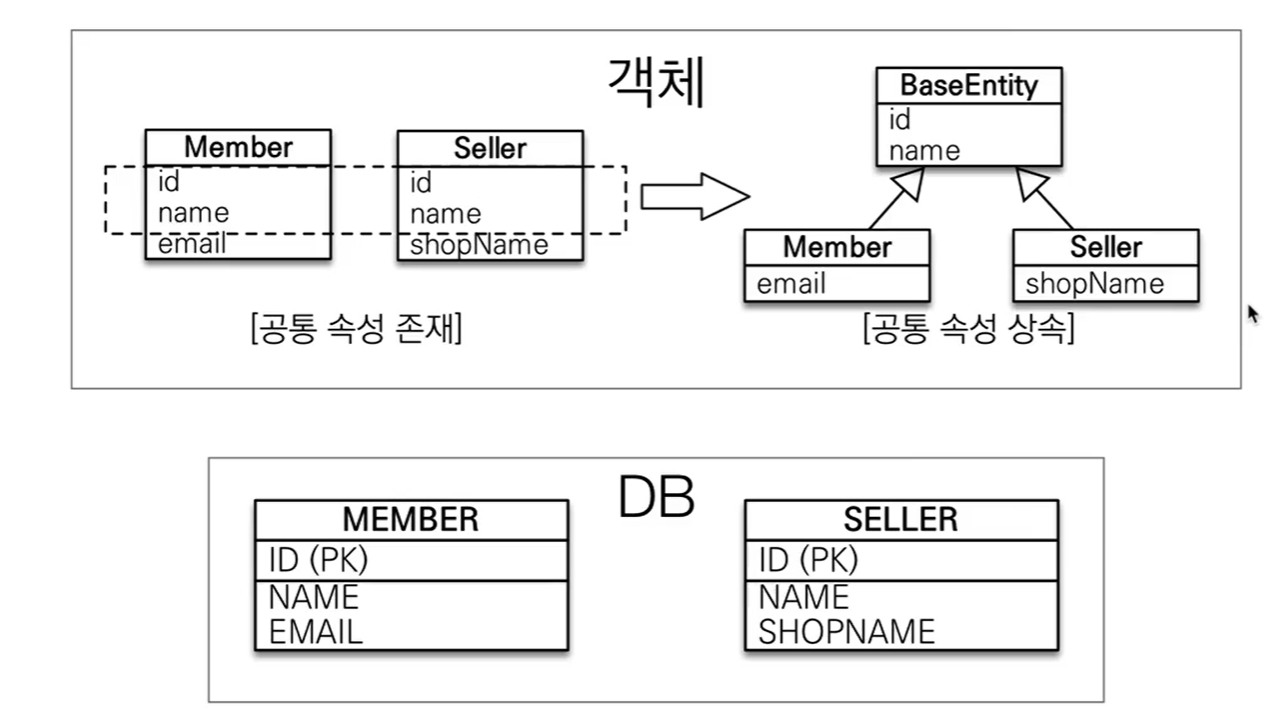 객체
Member
id
name
email
Seller
id
name
shopName
[공통 속성 존재]
BaseEntity
id
name
Member
email
Seller
shopName
[공통 속성 상속]
DB
MEMBER
ID (PK)
NAME
EMAIL
SELLER
ID (PK)
NAME
SHOPNAME